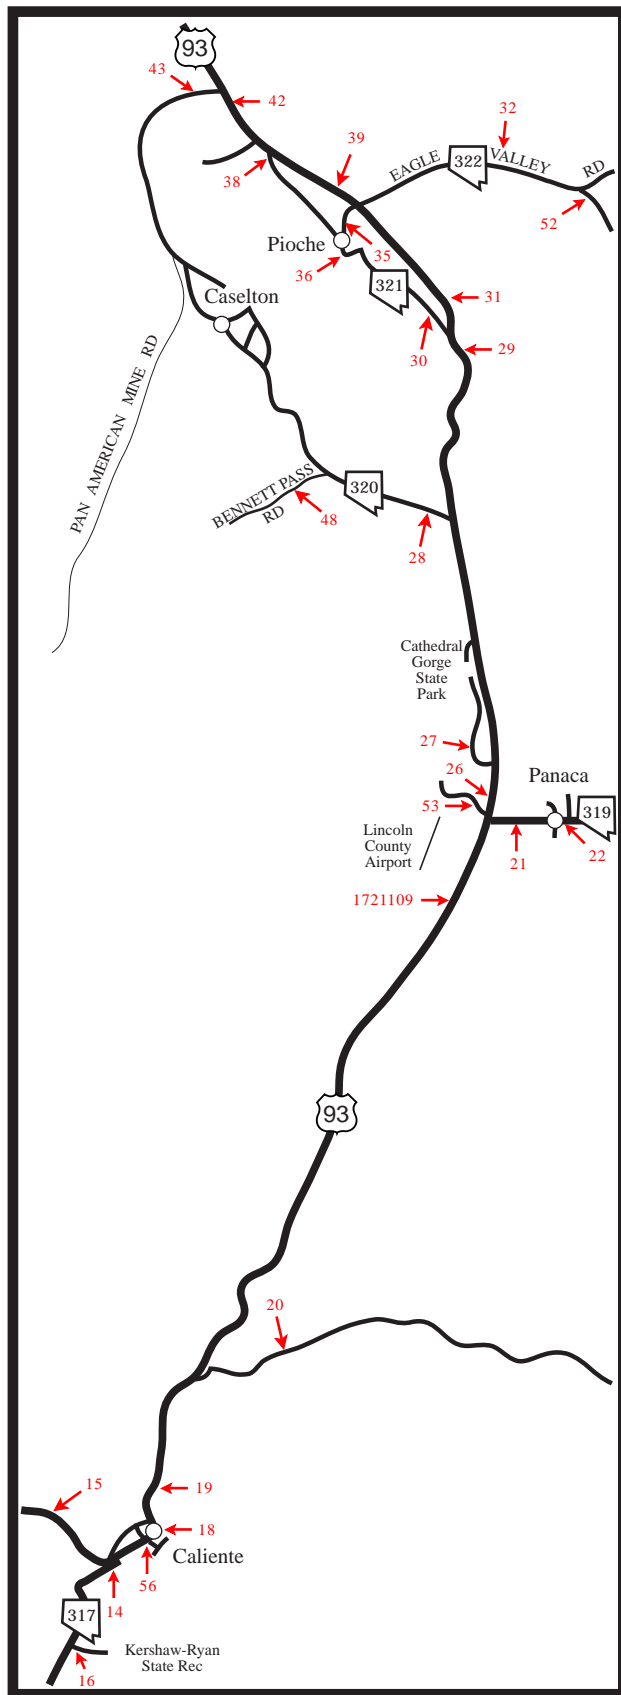 93
43
42
32
39
EAGLE
322
VALLEY
RD
38
52
Pioche
35
36
321
Caselton
31
30
29
PAN AMERICAN MINE RD
BENNETT PASS
RD
320
48
28
Cathedral
Gorge
State
Park
27
26
Panaca
53
319
Lincoln
County
Airport
21
22
1721109
93
20
15
19
18
Caliente
56
14
317
Kershaw-Ryan
State Rec
16